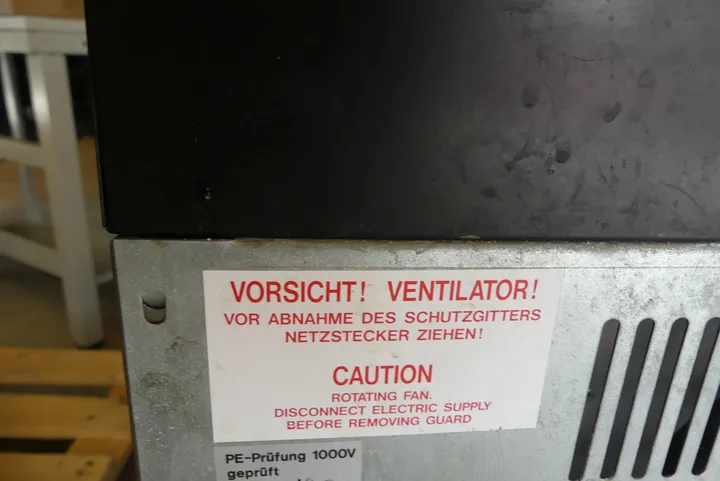 VORSICHT! VENTILATOR!
VOR ABNAHME DES SCHUTZGITTERS
NETZSTECKER ZIEHEN!
CAUTION
ROTATING FAN.
DISCONNECT ELECTRIC SUPPLY
BEFORE REMOVING GUARD
PE-Prüfung 1000V
geprüft